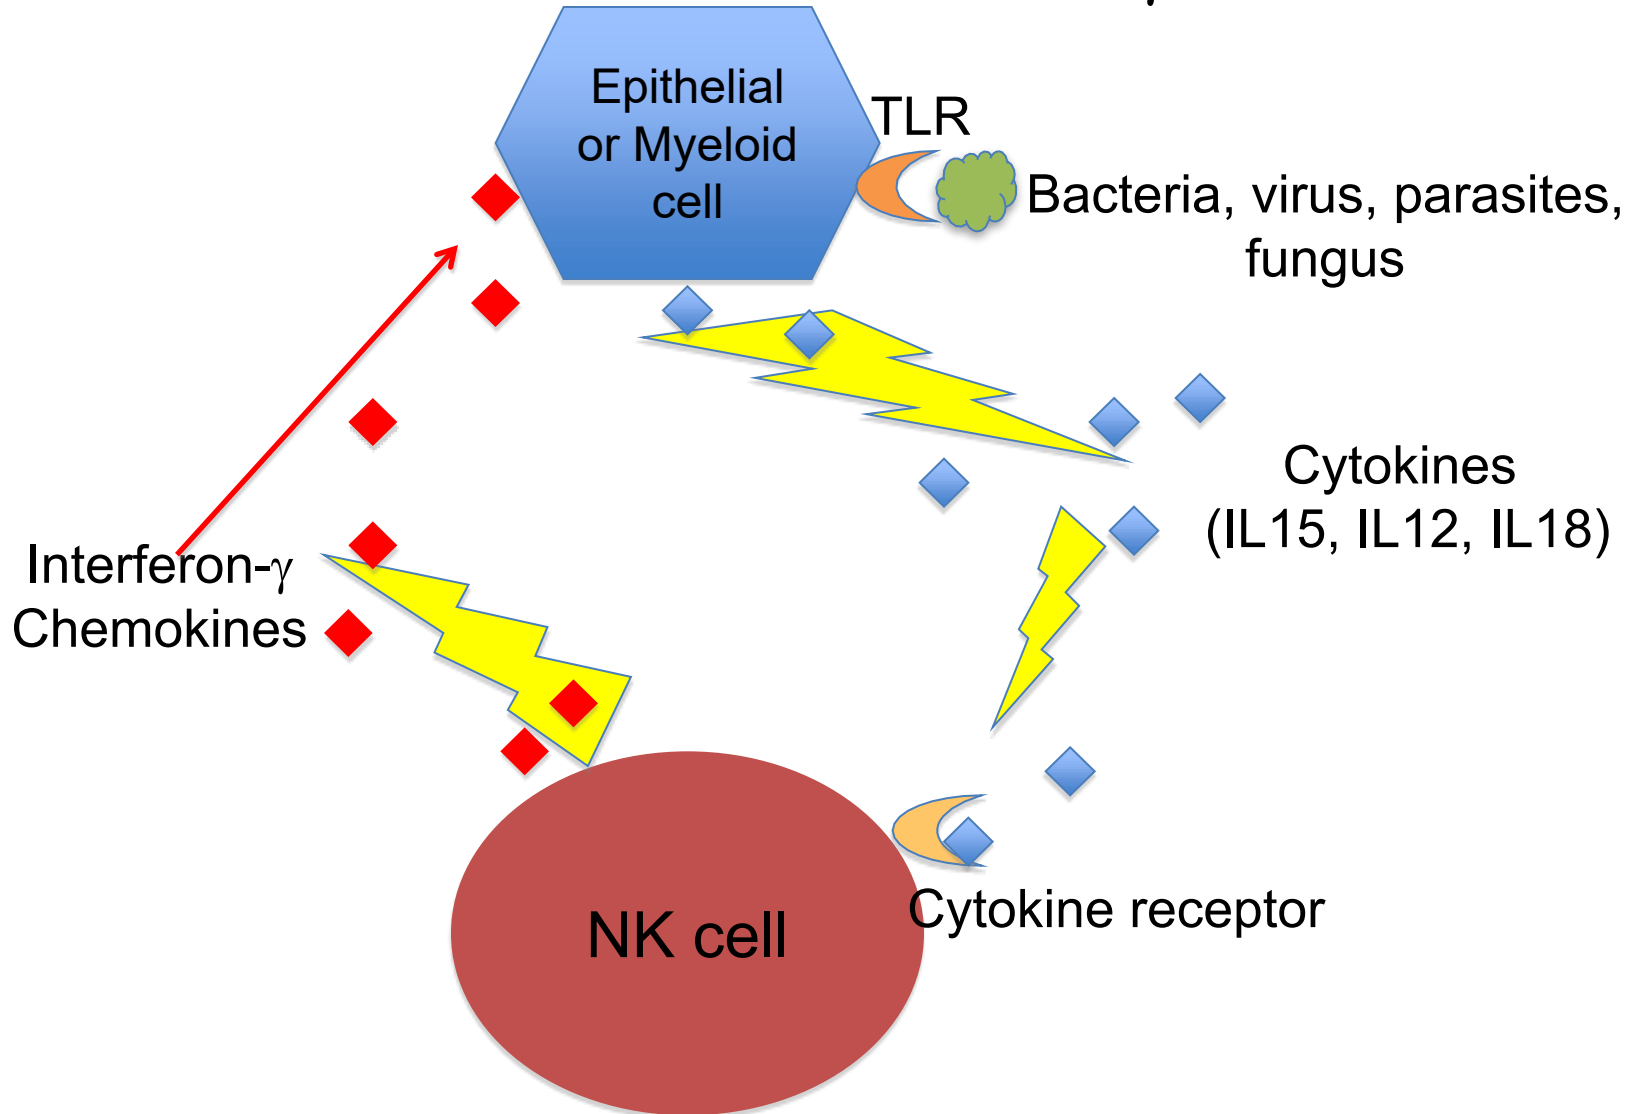 Epithelial
or Myeloid
cell
TLR
Bacteria, virus, parasites,
fungus
Cytokines
(IL15, IL12, IL18)
Interferon-γ
Chemokines
Cytokine receptor
NK cell